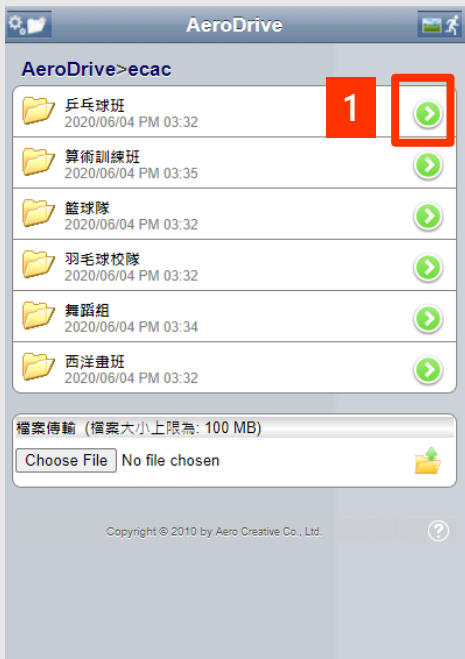 AeroDrive
AeroDrive>ecac
乒乓球班
2020/06/04 PM 03:32
1
算術訓練班
2020/06/04 PM 03:35
籃球隊
2020/06/04 PM 03:32
羽毛球校隊
2020/06/04 PM 03:32
舞蹈組
2020/06/04 PM 03:34
西洋畫班
2020/06/04 PM 03:32
檔案傳輸 (檔案大小上限為: 100 MB)
Choose File No file chosen
Copyright © 2010 by Aero Creative Co., Ltd.
?